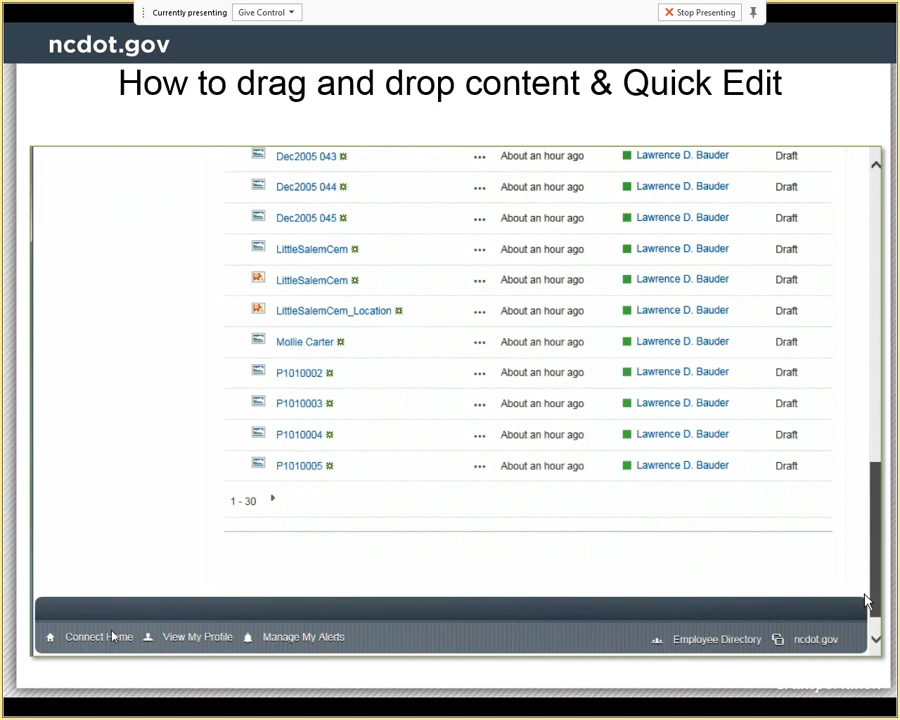 Currently presenting Give Control Stop Presenting
ncdot.gov
How to drag and drop content & Quick Edit
Dec2005 043 ... About an hour ago Lawrence D. Bauder Draft
Dec2005 044 ... About an hour ago Lawrence D. Bauder Draft
Dec2005 045 ... About an hour ago Lawrence D. Bauder Draft
LittleSalemCem ... About an hour ago Lawrence D. Bauder Draft
LittleSalemCem ... About an hour ago Lawrence D. Bauder Draft
LittleSalemCem_Location ... About an hour ago Lawrence D. Bauder Draft
Mollie Carter ... About an hour ago Lawrence D. Bauder Draft
P1010002 ... About an hour ago Lawrence D. Bauder Draft
P1010003 ... About an hour ago Lawrence D. Bauder Draft
P1010004 ... About an hour ago Lawrence D. Bauder Draft
P1010005 ... About an hour ago Lawrence D. Bauder Draft
1 - 30
Connect Home View My Profile Manage My Alerts Employee Directory ncdot.gov